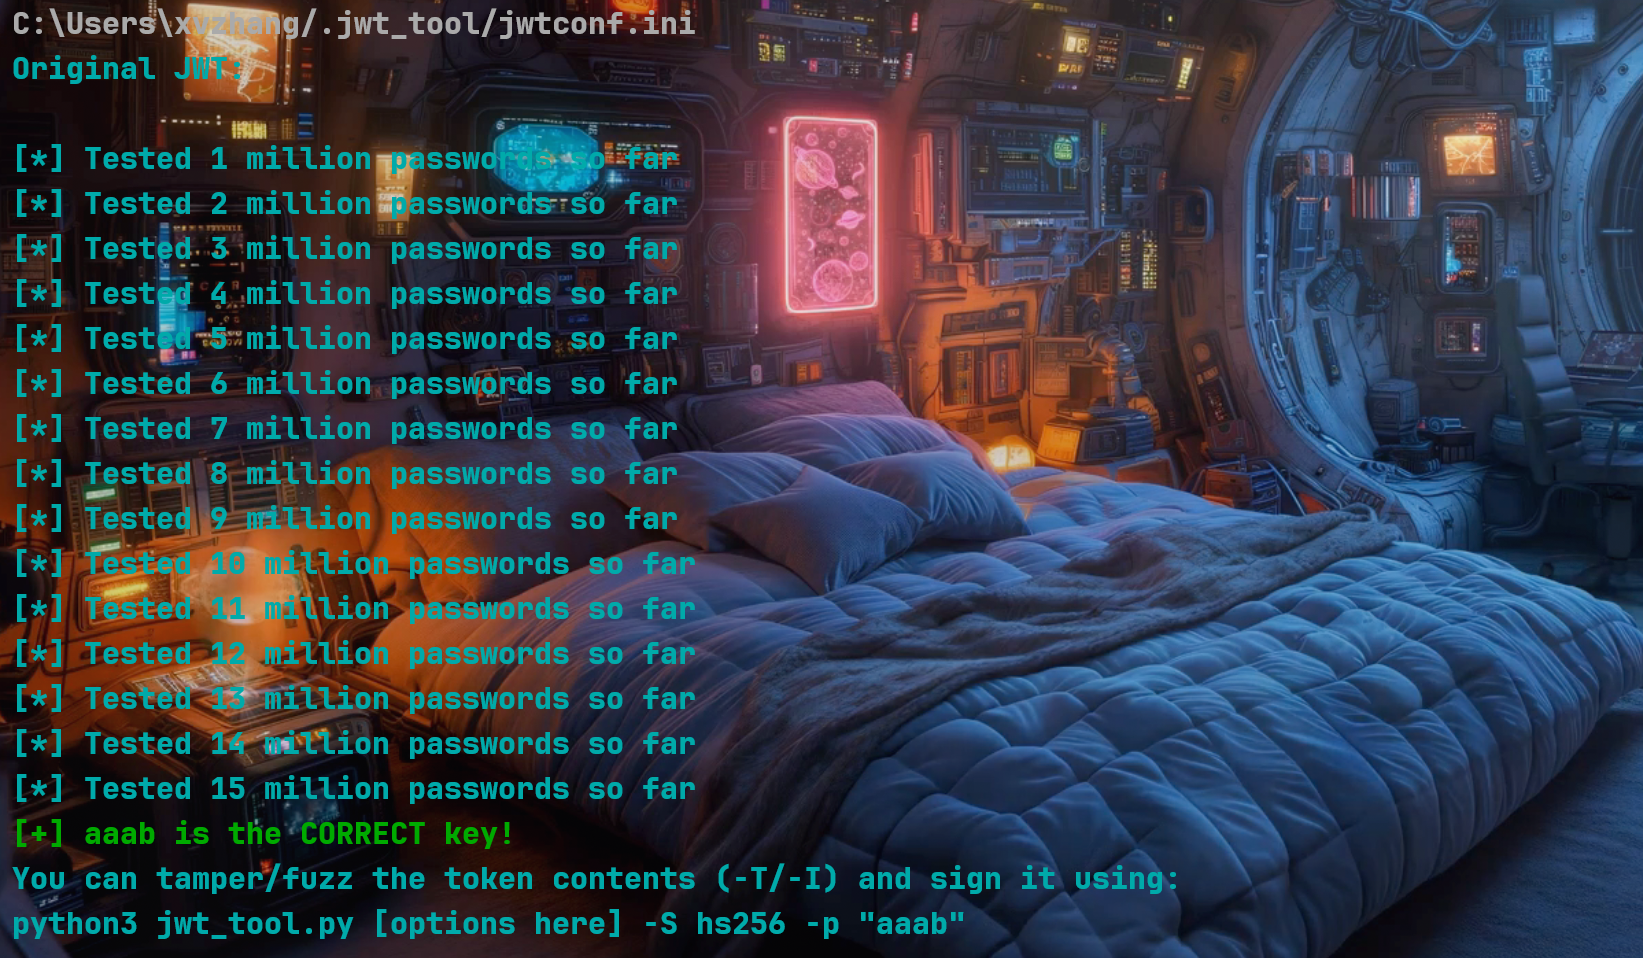 C:\Users\xvzhang/.jwt_tool/jwtconf.ini
Original JWT:
[*] Tested 1 million passwords so far
[*] Tested 2 million passwords so far
[*] Tested 3 million passwords so far
[*] Tested 4 million passwords so far
[*] Tested 5 million passwords so far
[*] Tested 6 million passwords so far
[*] Tested 7 million passwords so far
[*] Tested 8 million passwords so far
[*] Tested 9 million passwords so far
[*] Tested 10 million passwords so far
[*] Tested 11 million passwords so far
[*] Tested 12 million passwords so far
[*] Tested 13 million passwords so far
[*] Tested 14 million passwords so far
[*] Tested 15 million passwords so far
[+] aaab is the CORRECT key!
You can tamper/fuzz the token contents (-T/-I) and sign it using:
python3 jwt_tool.py [options here] -S hs256 -p "aaab"